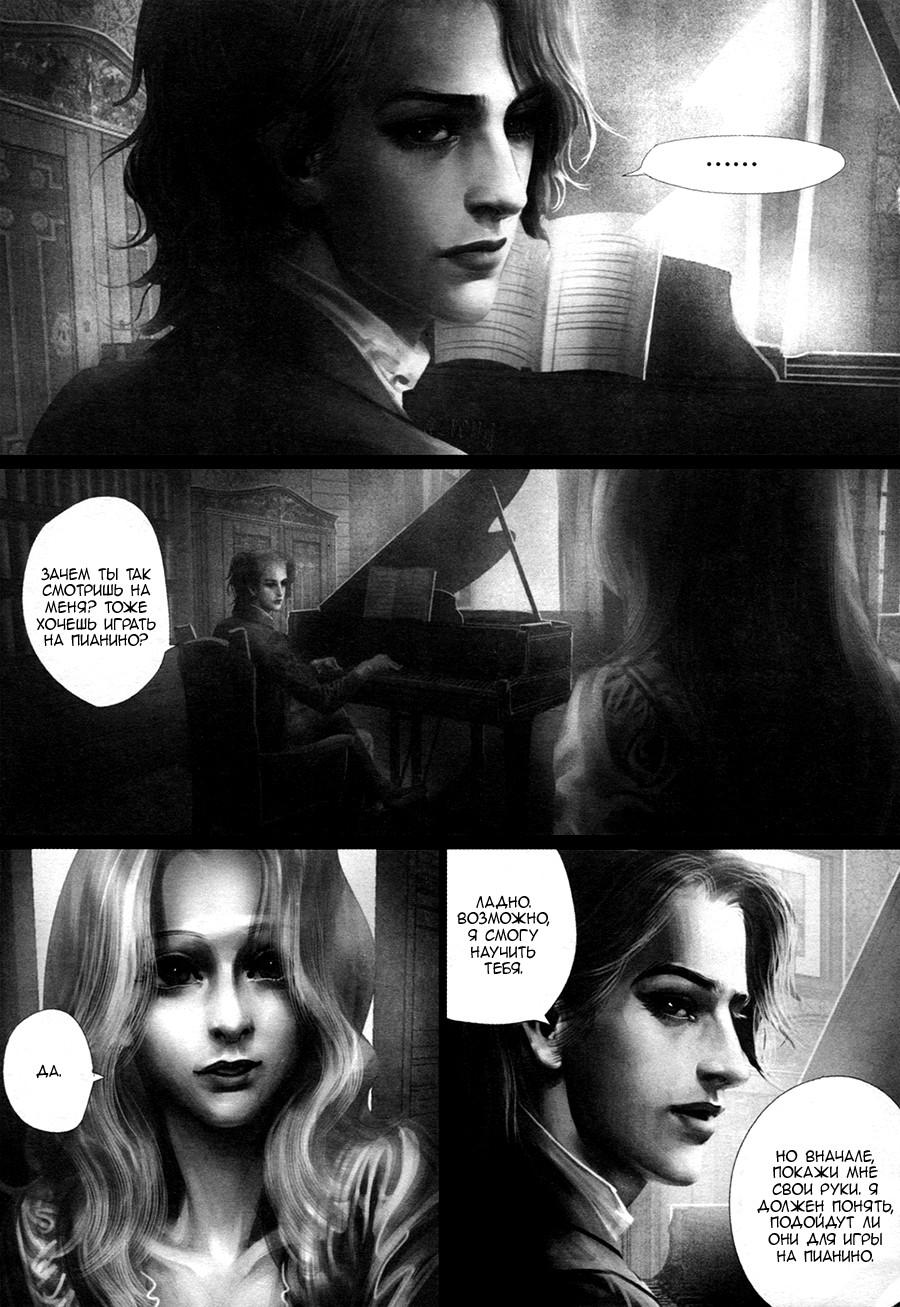 ......
ЗАЧЕМ ТЫ ТАК
СМОТРИШЬ НА
МЕНЯ? ТОЖЕ
ХОЧЕШЬ ИГРАТЬ
НА ПИАНИНО?
ДА.
ЛАДНО.
ВОЗМОЖНО,
Я СМОГУ
НАУЧИТЬ
ТЕБЯ.
НО ВНАЧАЛЕ,
ПОКАЖИ МНЕ
СВОИ РУКИ. Я
ДОЛЖЕН ПОНЯТЬ,
ПОДОЙДУТ ЛИ
ОНИ ДЛЯ ИГРЫ
НА ПИАНИНО.